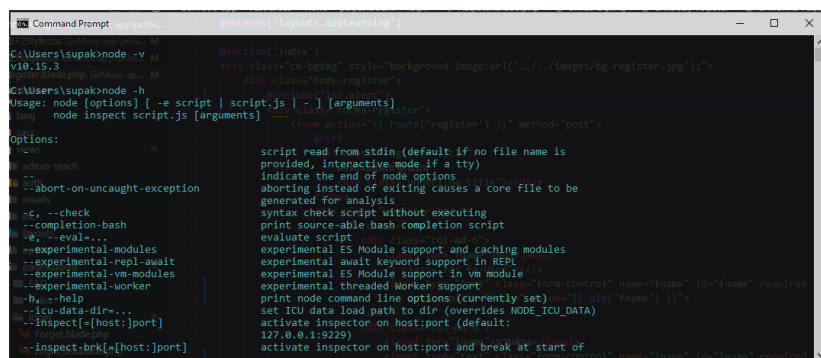 Command Prompt
@extends('layouts.appLearning')
C:\Users\supak>node -v
v10.15.3
@section('index')
<div class="ce-bgimg" style="background-image:url('../../images/bg-register.jpg');">
<div class="body-register">
C:\Users\supak>node -h
@include('inc.alert')
Usage: node [options] [ -e script | script.js | - ] [arguments]
node inspect script.js [arguments]
<form action="{{ route('register') }}" method="post">
@csrf
Options:
- script read from stdin (default if no file name is
provided, interactive mode if a tty)
-- indicate the end of node options
--abort-on-uncaught-exception aborting instead of exiting causes a core file to be
generated for analysis
-c, --check syntax check script without executing
--completion-bash print source-able bash completion script
-e, --eval=... evaluate script
--experimental-modules experimental ES Module support and caching modules
--experimental-repl-await experimental await keyword support in REPL
--experimental-vm-modules experimental ES Module support in vm module
--experimental-worker experimental threaded worker support
-h, --help print node command line options (currently set)
--icu-data-dir=... set ICU data load path to dir (overrides NODE_ICU_DATA)
--inspect[=[host:]port] activate inspector on host:port (default:
127.0.0.1:9229)
--inspect-brk[=[host:]port] activate inspector on host:port and break at start of